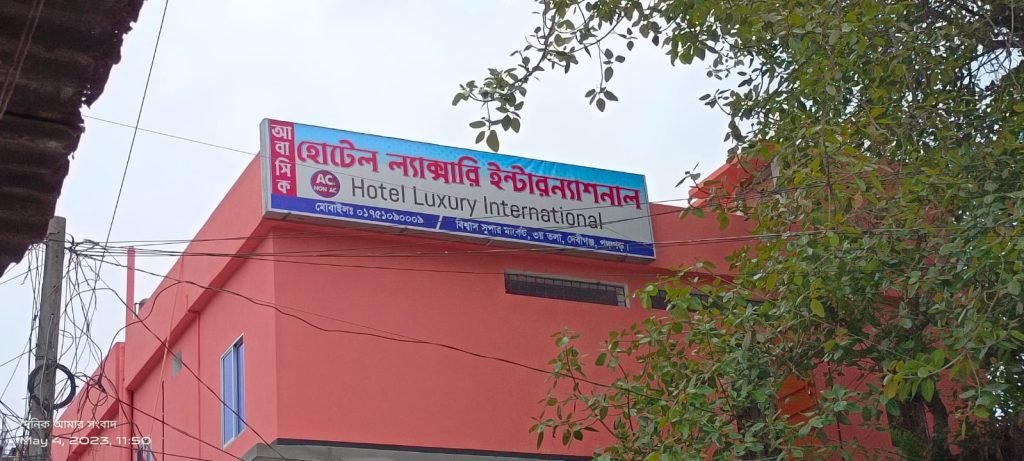 আবাসিক
হোটেল ল্যাক্সারি ইন্টারন্যাশনাল
AC
NON AC
Hotel Luxury International
মোবাইলঃ ০১৭৫১০৯০০০৯ / বিশ্বাস সুপার মার্কেট, ৩য় তলা, দেবীগঞ্জ, পঞ্চগড়।
দৈনিক আমার সংবাদ
May 4, 2023, 11:50